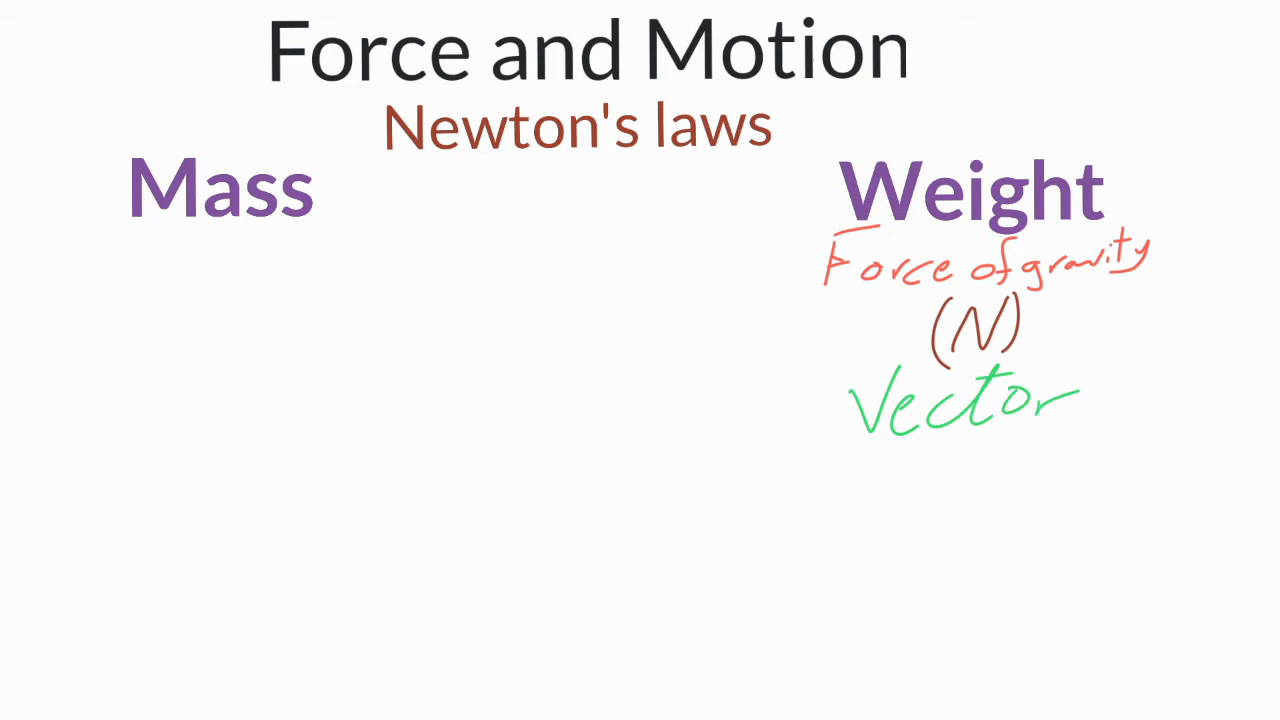 Force and Motion
Newton's laws
Mass
Weight
Force of gravity
(N)
Vector